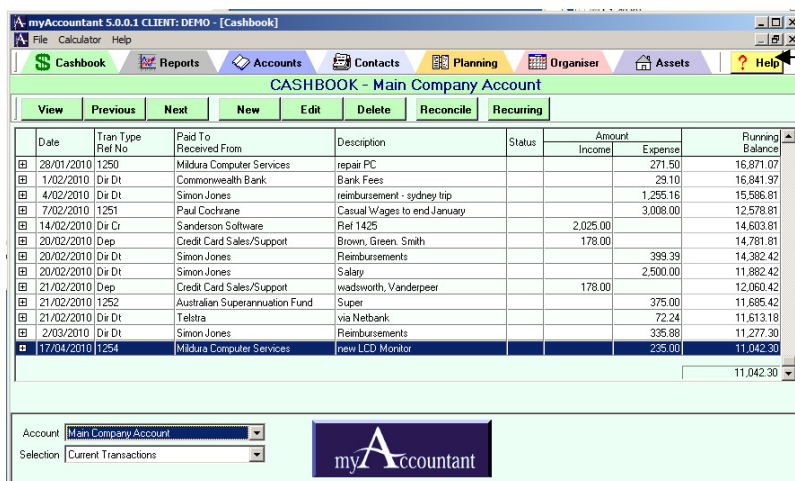 myAccountant 5.0.0.1 CLIENT: DEMO - [Cashbook]
File Calculator Help
Cashbook Reports Accounts Contacts Planning Organiser Assets Help
CASHBOOK - Main Company Account
View Previous Next New Edit Delete Reconcile Recurring
Date Tran Type Ref No Paid To Received From Description Status Amount Income Expense Running Balance
28/01/2010 1250 Mildura Computer Services repair PC 271.50 16,871.07
1/02/2010 Dir Dt Commonwealth Bank Bank Fees 29.10 16,841.97
4/02/2010 Dir Dt Simon Jones reimbursement - sydney trip 1,255.16 15,586.81
7/02/2010 1251 Paul Cochrane Casual Wages to end January 3,008.00 12,578.81
14/02/2010 Dir Cr Sanderson Software Ref 1425 2,025.00 14,603.81
20/02/2010 Dep Credit Card Sales/Support Brown, Green. Smith 178.00 14,781.81
20/02/2010 Dir Dt Simon Jones Reimbursements 399.39 14,382.42
20/02/2010 Dir Dt Simon Jones Salary 2,500.00 11,882.42
21/02/2010 Dep Credit Card Sales/Support wadsworth, Vanderpeer 178.00 12,060.42
21/02/2010 1252 Australian Superannuation Fund Super 375.00 11,685.42
21/02/2010 Dir Dt Telstra via Netbank 72.24 11,613.18
2/03/2010 Dir Dt Simon Jones Reimbursements 335.88 11,277.30
17/04/2010 1254 Mildura Computer Services new LCD Monitor 235.00 11,042.30
11,042.30
Account Main Company Account
Selection Current Transactions
myAccountant